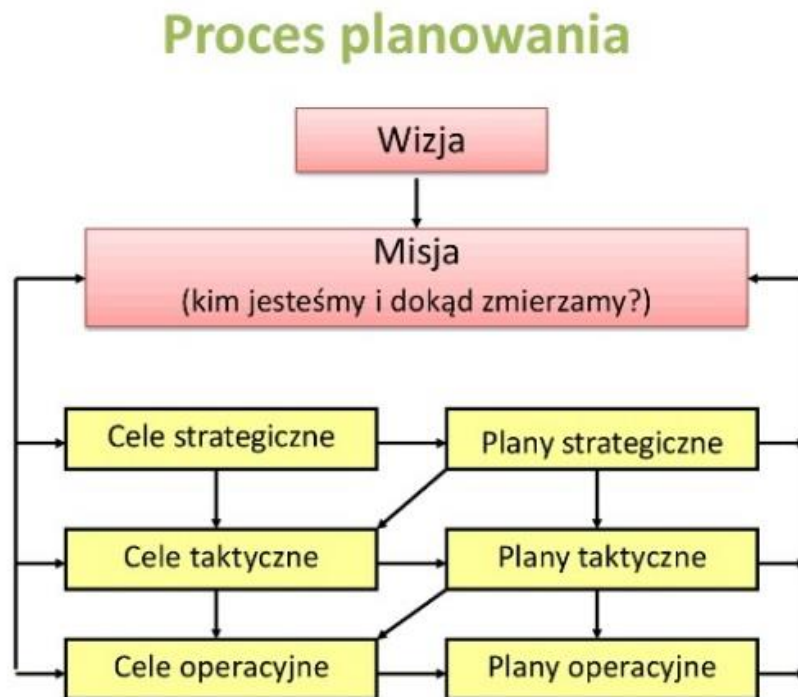 Proces planowania
Wizja
Misja
(kim jesteśmy i dokąd zmierzamy?)
Cele strategiczne
Plany strategiczne
Cele taktyczne
Plany taktyczne
Cele operacyjne
Plany operacyjne